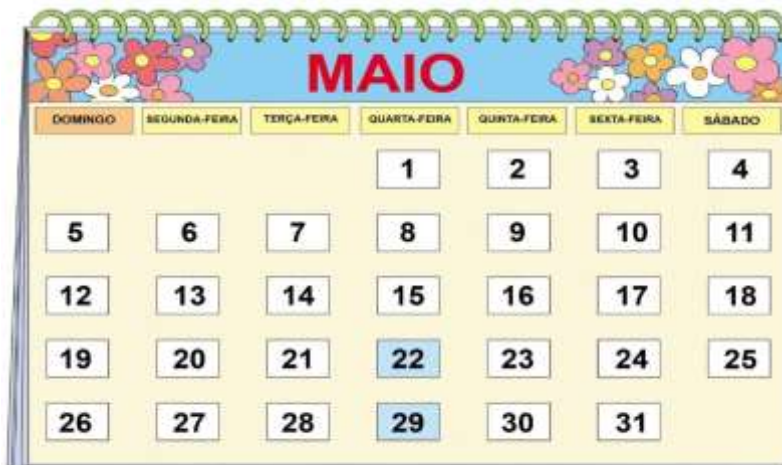 MAIO
DOMINGO SEGUNDA-FEIRA TERÇA-FEIRA QUARTA-FEIRA QUINTA-FEIRA SEXTA-FEIRA SÁBADO
1 2 3 4
5 6 7 8 9 10 11
12 13 14 15 16 17 18
19 20 21 22 23 24 25
26 27 28 29 30 31